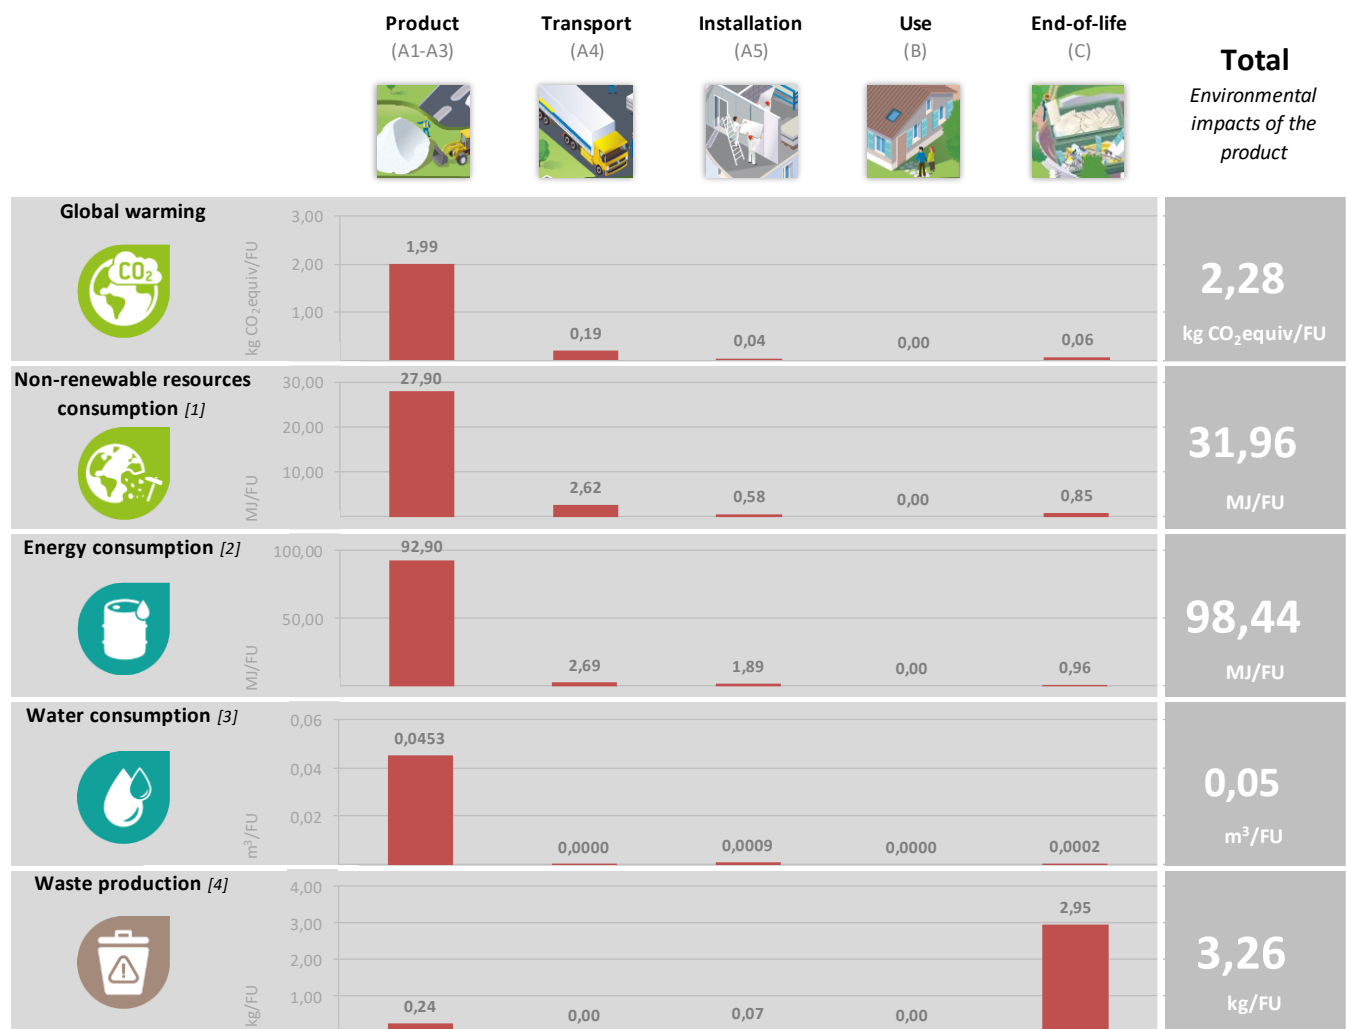 Product
(A1-A3)
Transport
(A4)
Installation
(A5)
Use
(B)
End-of-life
(C)
Total
Environmental
impacts of the
product
Global warming
CO2
kg CO₂equiv/FU
3,00
2,00
1,00
1,99
0,19
0,04
0,00
0,06
2,28
kg CO₂equiv/FU
Non-renewable resources
consumption [1]
MJ/FU
30,00
20,00
10,00
27,90
2,62
0,58
0,00
0,85
31,96
MJ/FU
Energy consumption [2]
MJ/FU
100,00
50,00
92,90
2,69
1,89
0,00
0,96
98,44
MJ/FU
Water consumption [3]
m³/FU
0,06
0,04
0,02
0,0453
0,0000
0,0009
0,0000
0,0002
0,05
m³/FU
Waste production [4]
kg/FU
4,00
3,00
2,00
1,00
0,24
0,00
0,07
0,00
2,95
3,26
kg/FU